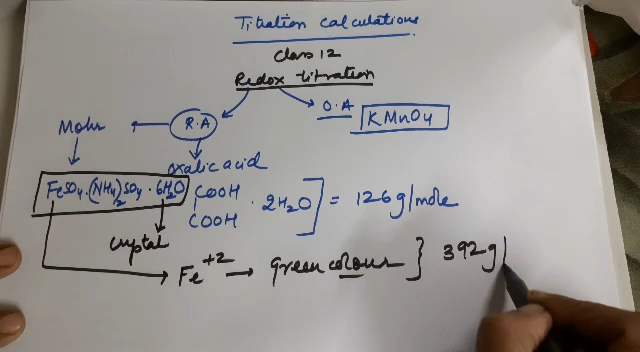 Titration calculations
Class 12
Redox titration
O.A KMnO4
Mohr R.A
oxalic acid
FeSO4.(NH4)2SO4.6H2O
COOH
COOH . 2H2O ] = 126 g/mole
crystal
Fe+2 → green colour } 392 g/